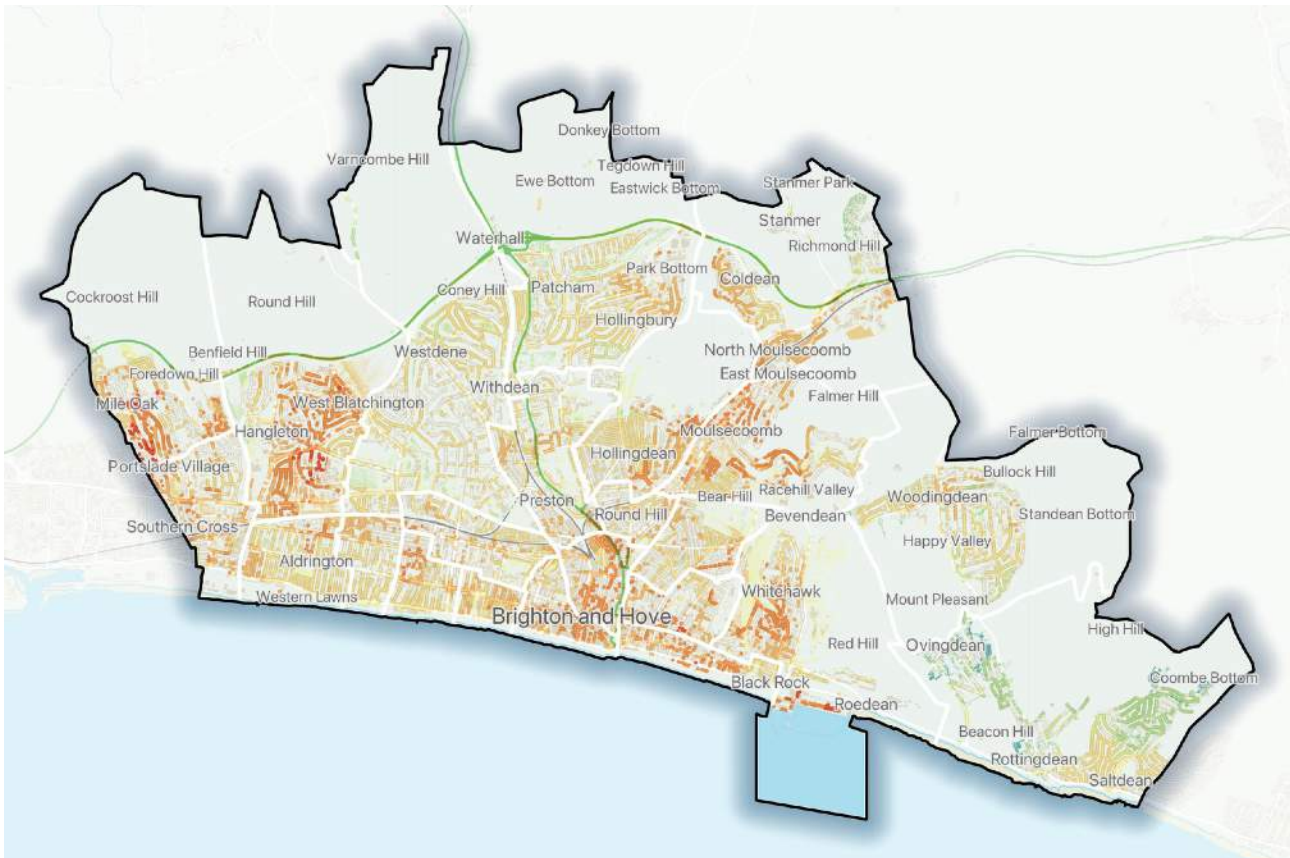 Donkey Bottom
Varncombe Hill
Tegdown Hill
Ewe Bottom
Eastwick Bottom
Stanmer Park
Stanmer
Waterhall
Richmond Hill
Park Bottom
Coldean
Cockroost Hill
Round Hill
Coney Hill
Patcham
Hollingbury
Benfield Hill
Westdene
North Moulsecoomb
Foredown Hill
East Moulsecoomb
Withdean
Mile Oak
West Blatchington
Falmer Hill
Hangleton
Moulsecoomb
Falmer Bottom
Portslade Village
Hollingdean
Bullock Hill
Racehill Valley
Bear Hill
Woodingdean
Preston
Round Hill
Bevendean
Standean Bottom
Southern Cross
Happy Valley
Aldrington
Whitehawk
Western Lawns
Mount Pleasant
Brighton and Hove
High Hill
Red Hill
Ovingdean
Black Rock
Coombe Bottom
Roedean
Beacon Hill
Rottingdean
Saltdean